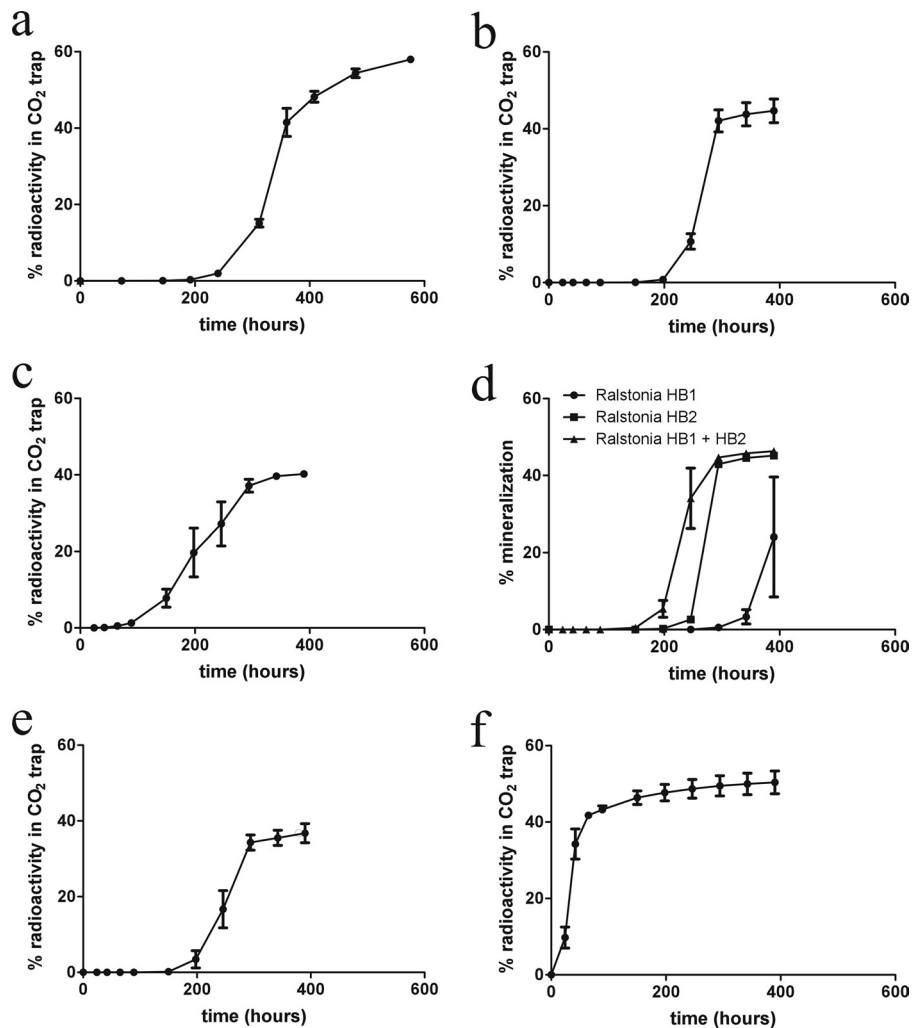 a
b
% radioactivity in CO2 trap
60
40
20
0
0 200 400 600
time (hours)
% radioactivity in CO2 trap
60
40
20
0
0 200 400 600
time (hours)
c
d
% radioactivity in CO2 trap
60
40
20
0
0 200 400 600
time (hours)
% mineralization
60
40
20
0
0 200 400 600
time (hours)
Ralstonia HB1
Ralstonia HB2
Ralstonia HB1 + HB2
e
f
% radioactivity in CO2 trap
60
40
20
0
0 200 400 600
time (hours)
% radioactivity in CO2 trap
60
40
20
0
0 200 400 600
time (hours)